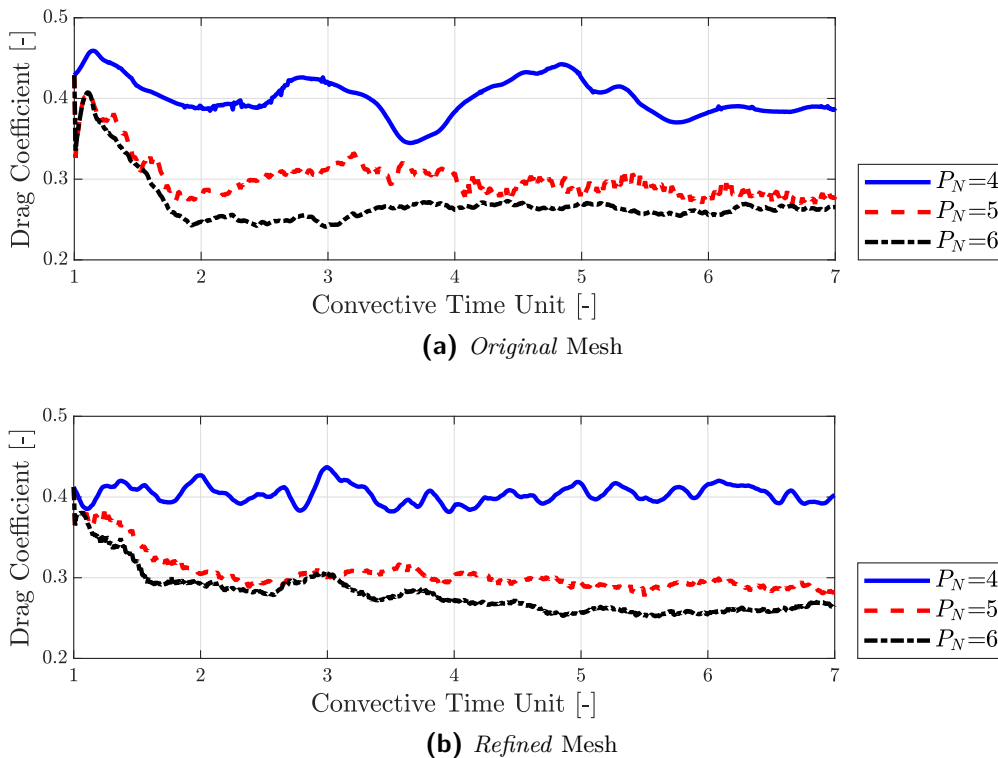 0.5
0.4
0.3
0.2
Drag Coefficient [-]
1 2 3 4 5 6 7
Convective Time Unit [-]
P_N=4
P_N=5
P_N=6
(a) Original Mesh
0.5
0.4
0.3
0.2
Drag Coefficient [-]
1 2 3 4 5 6 7
Convective Time Unit [-]
P_N=4
P_N=5
P_N=6
(b) Refined Mesh